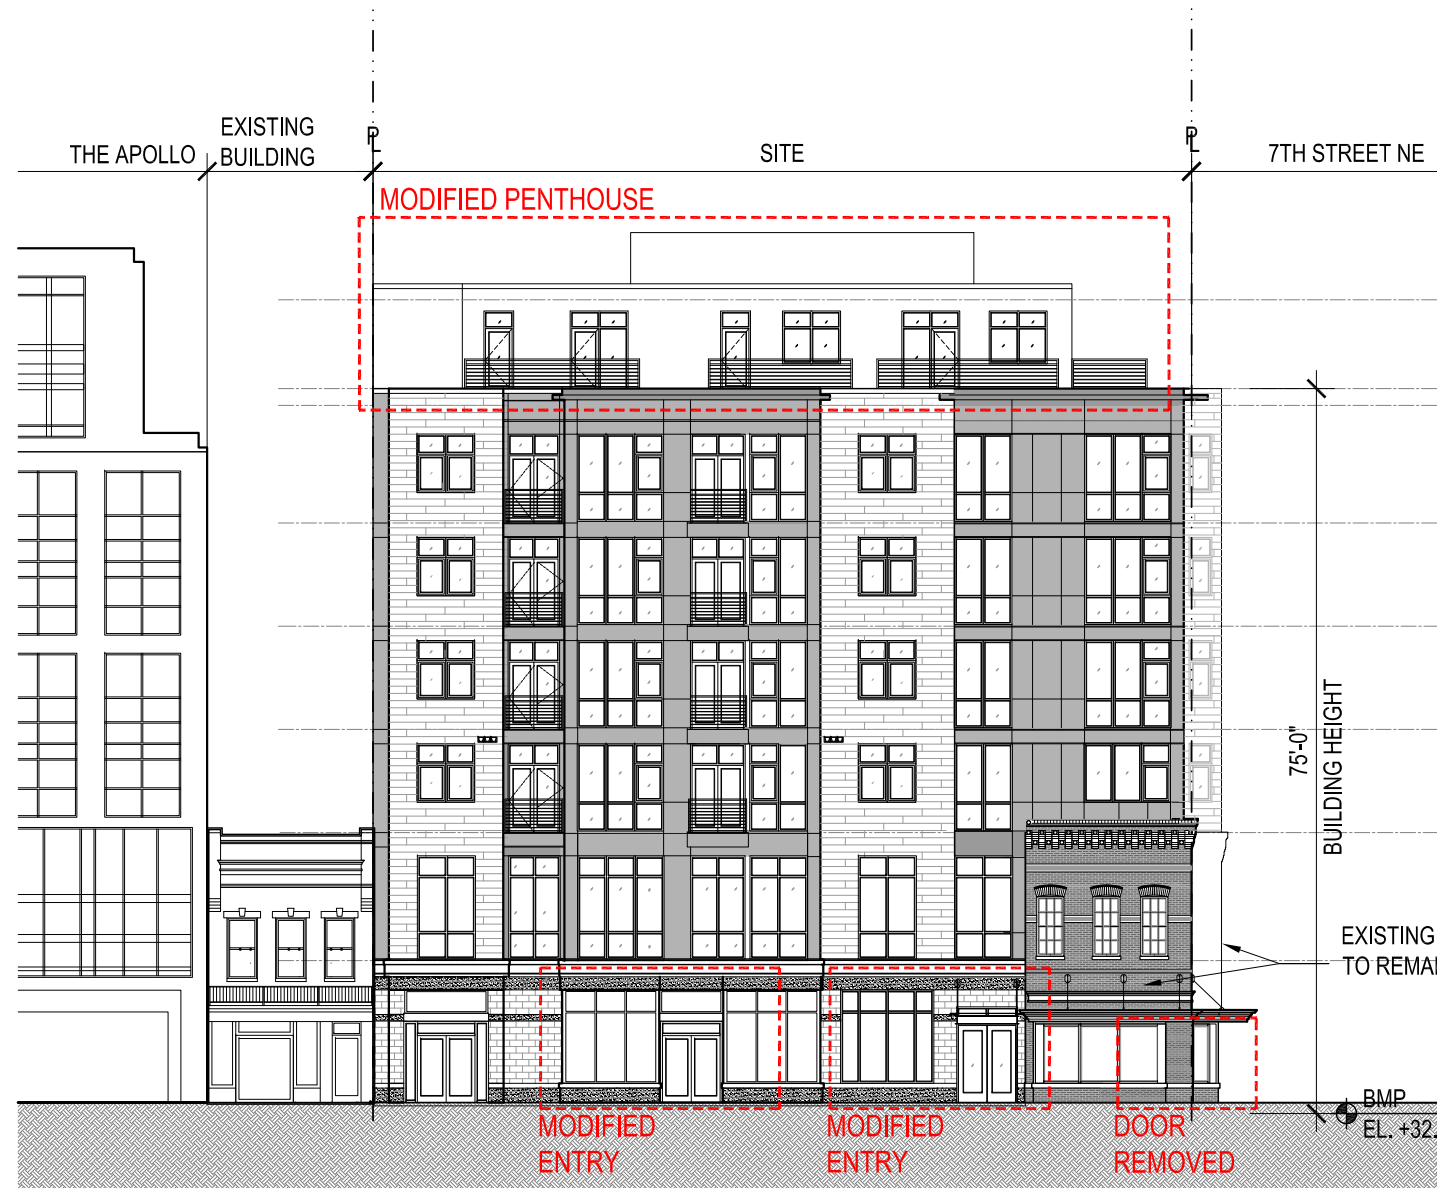 EXISTING
THE APOLLO
BUILDING
PL
SITE
PL
7TH STREET NE
MODIFIED PENTHOUSE
75'-0"
BUILDING HEIGHT
EXISTING
TO
BMP
EL. +32.
MODIFIED
ENTRY
MODIFIED
ENTRY
DOOR
REMOVED